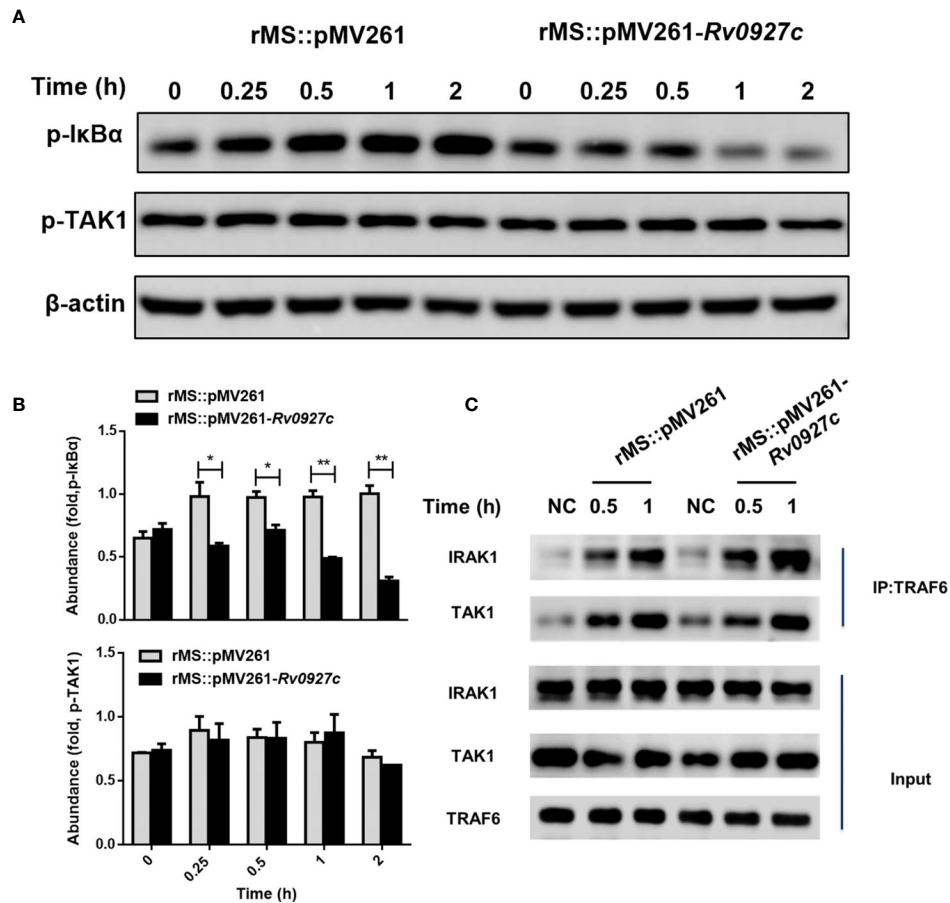 A
rMS::pMV261 rMS::pMV261-Rv0927c
Time (h) 0 0.25 0.5 1 2 0 0.25 0.5 1 2
p-IκBα
p-TAK1
β-actin
B
rMS::pMV261
rMS::pMV261-Rv0927c
Abundance (fold,p-IκBα)
1.5
1.0
0.5
0.0
* * ** **
rMS::pMV261
rMS::pMV261-Rv0927c
Abundance (fold, p-TAK1)
1.5
1.0
0.5
0.0
0 0.25 0.5 1 2
Time (h)
C
rMS::pMV261
rMS::pMV261-
Rv0927c
Time (h) NC 0.5 1 NC 0.5 1
IRAK1
TAK1
IP:TRAF6
IRAK1
TAK1
TRAF6
Input